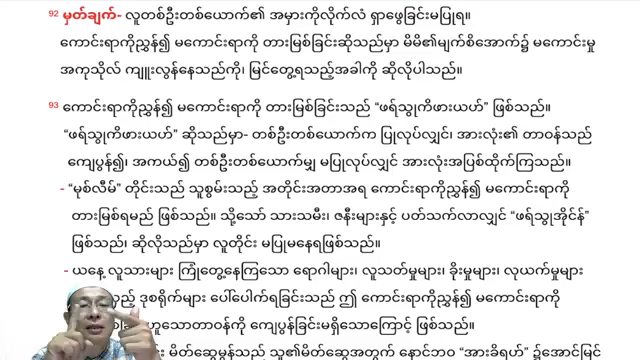 92 မှတ်ချက်- လူတစ်ဦးတစ်ယောက်၏ အမှားကိုလိုက်လံ ရှာဖွေခြင်းမပြုရ။
ကောင်းရာကိုညွှန်၍ မကောင်းရာကို တားမြစ်ခြင်းဆိုသည်မှာ မိမိ၏မျက်စိအောက်၌ မကောင်းမှု
အကုသိုလ် ကျူးလွန်နေသည်ကို၊ မြင်တွေ့ရသည့်အခါကို ဆိုလိုပါသည်။
93 ကောင်းရာကိုညွှန်၍ မကောင်းရာကို တားမြစ်ခြင်းသည် “ဖရ်သွကိဖားယဟ်” ဖြစ်သည်။
“ဖရ်သွကိဖားယဟ်” ဆိုသည်မှာ- တစ်ဦးတစ်ယောက်က ပြုလုပ်လျှင်၊ အားလုံး၏ တာဝန်သည်
ကျေပွန်၍၊ အကယ်၍ တစ်ဦးတစ်ယောက်မျှ မပြုလုပ်လျှင် အားလုံးအပြစ်ထိုက်ကြသည်။
- “မုစ်လီမ်” တိုင်းသည် သူစွမ်းသည့် အတိုင်းအတာအရ ကောင်းရာကိုညွှန်၍ မကောင်းရာကို
တားမြစ်ရမည် ဖြစ်သည်။ သို့သော် သားသမီး၊ ဇနီးများနှင့် ပတ်သက်လာလျှင် “ဖရ်သွုအိုင်န်”
ဖြစ်သည်၊ ဆိုလိုသည်မှာ လူတိုင်း မပြုမနေရဖြစ်သည်။
- ယနေ့ လူသားများ ကြုံတွေ့နေကြသော ရောဂါများ၊ လူသတ်မှုများ၊ ခိုးမှုများ၊ လုယက်မှုများ
ည့် ဒုစရိုက်များ ပေါ်ပေါက်ရခြင်းသည် ဤ ကောင်းရာကိုညွှန်၍ မကောင်းရာကို
ဟူသောတာဝန်ကို ကျေပွန်ခြင်းမရှိသောကြောင့် ဖြစ်သည်။
မိတ်ဆွေမွန်သည် သူ၏မိတ်ဆွေအတွက် နောင်ဘဝ “အားခိရဟ်” ၌အောင်မြင်